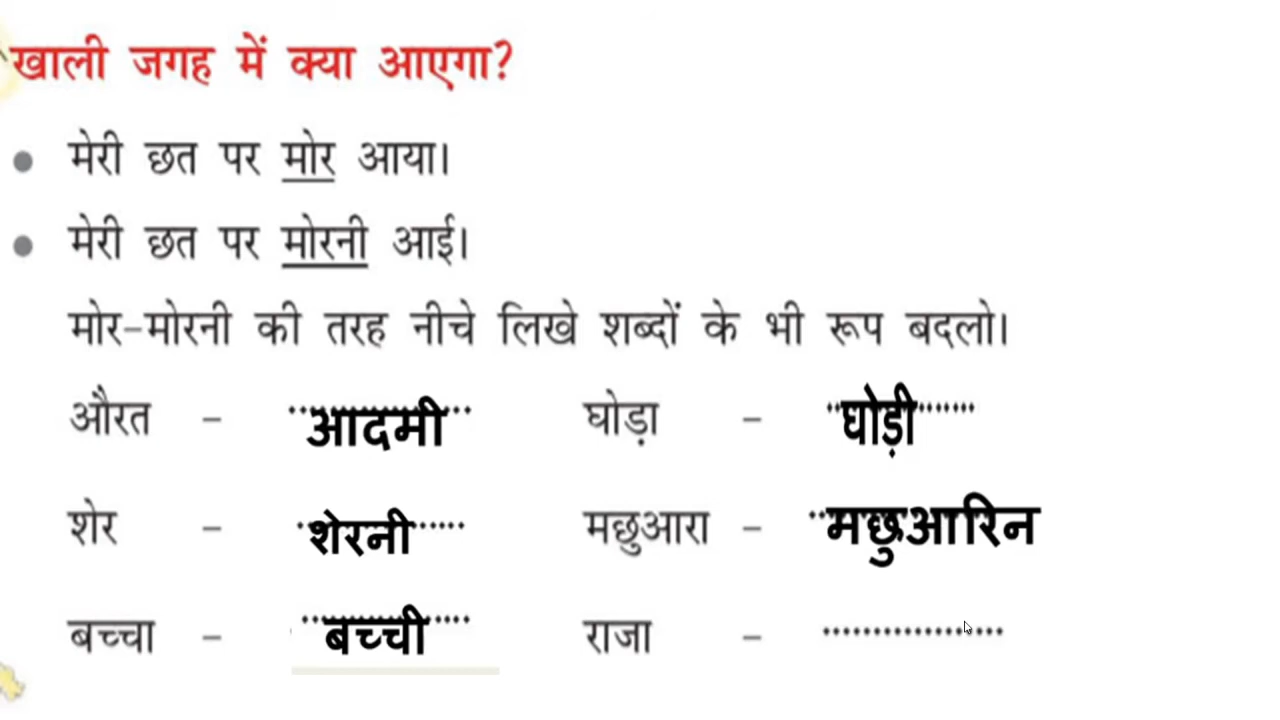 खाली जगह में क्या आएगा?
• मेरी छत पर मोर आया।
• मेरी छत पर मोरनी आई।
मोर-मोरनी की तरह नीचे लिखे शब्दों के भी रूप बदलो।
औरत - आदमी घोड़ा - घोड़ी
शेर - शेरनी मछुआरा - मछुआरिन
बच्चा - बच्ची राजा - ..................